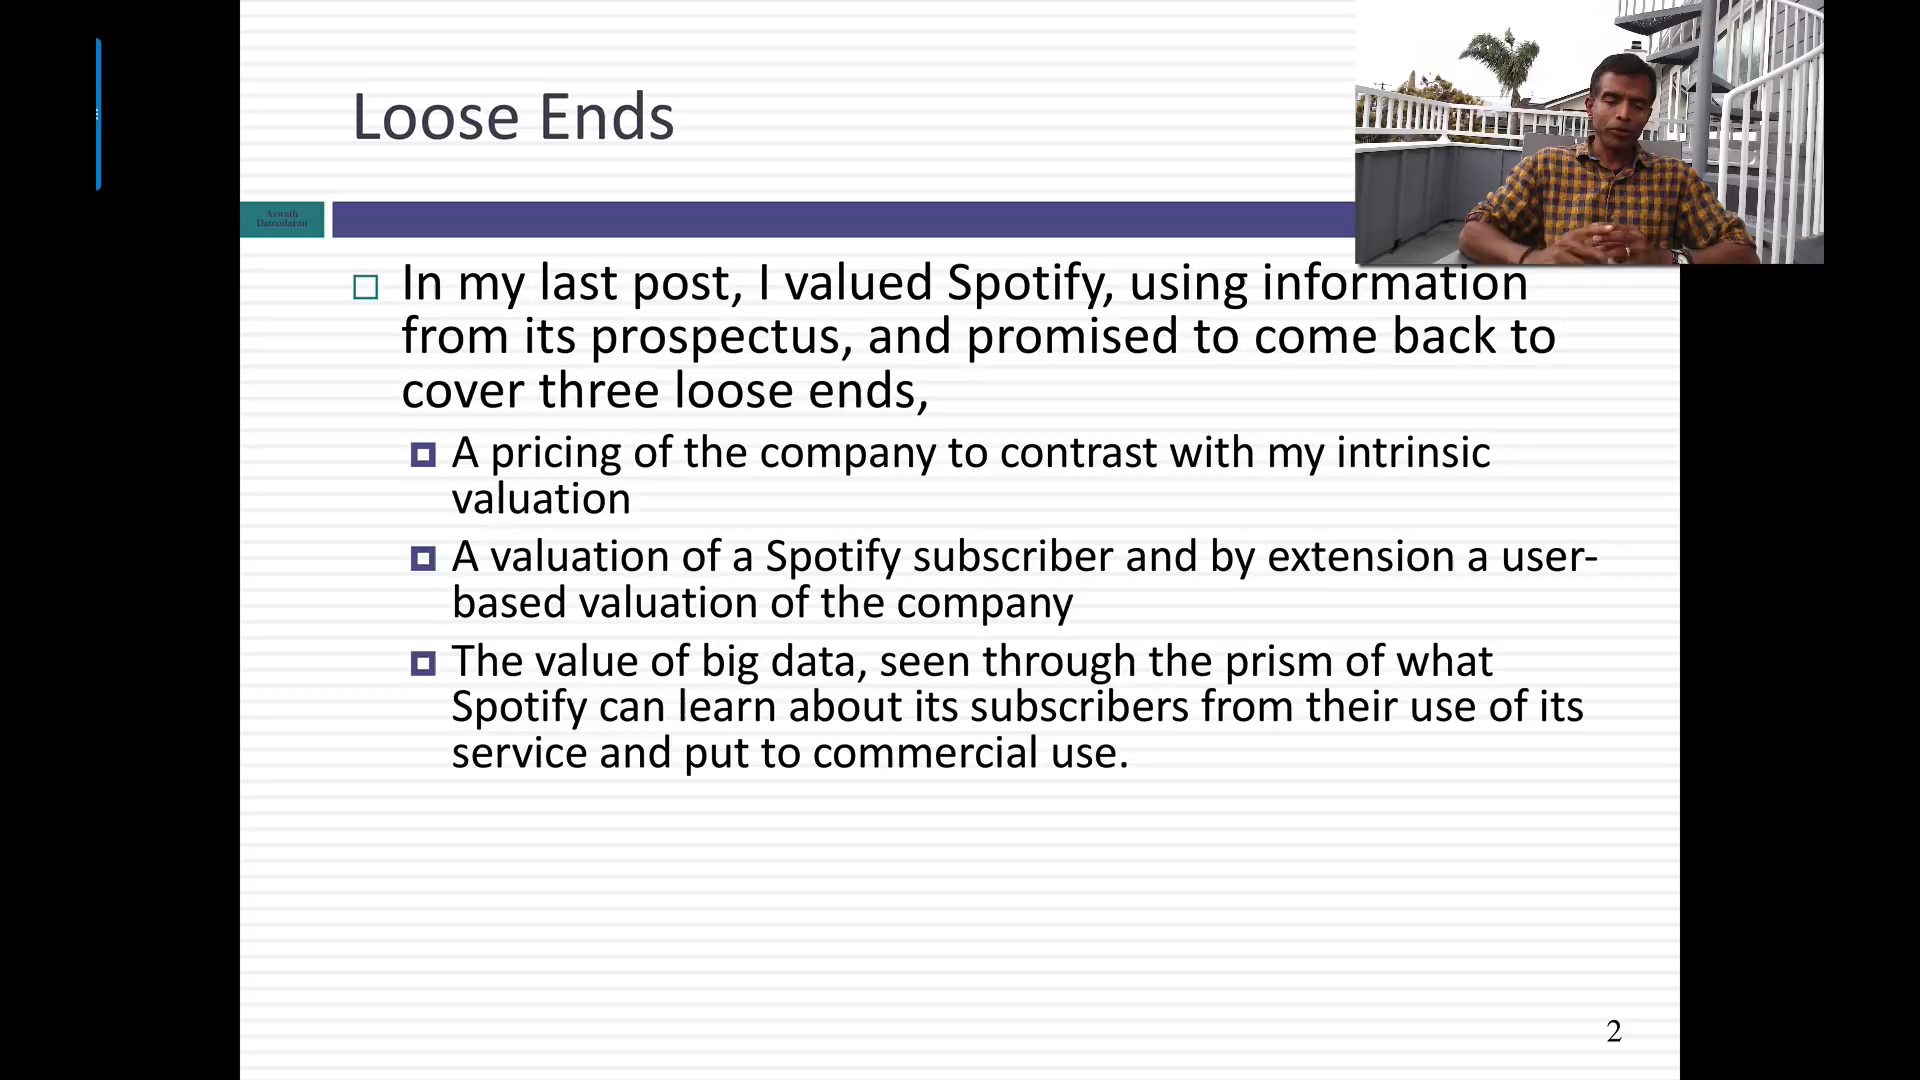 Loose Ends
Aswath
Damodaran
In my last post, I valued Spotify, using information
from its prospectus, and promised to come back to
cover three loose ends,
A pricing of the company to contrast with my intrinsic
valuation
A valuation of a Spotify subscriber and by extension a user-
based valuation of the company
The value of big data, seen through the prism of what
Spotify can learn about its subscribers from their use of its
service and put to commercial use.
2